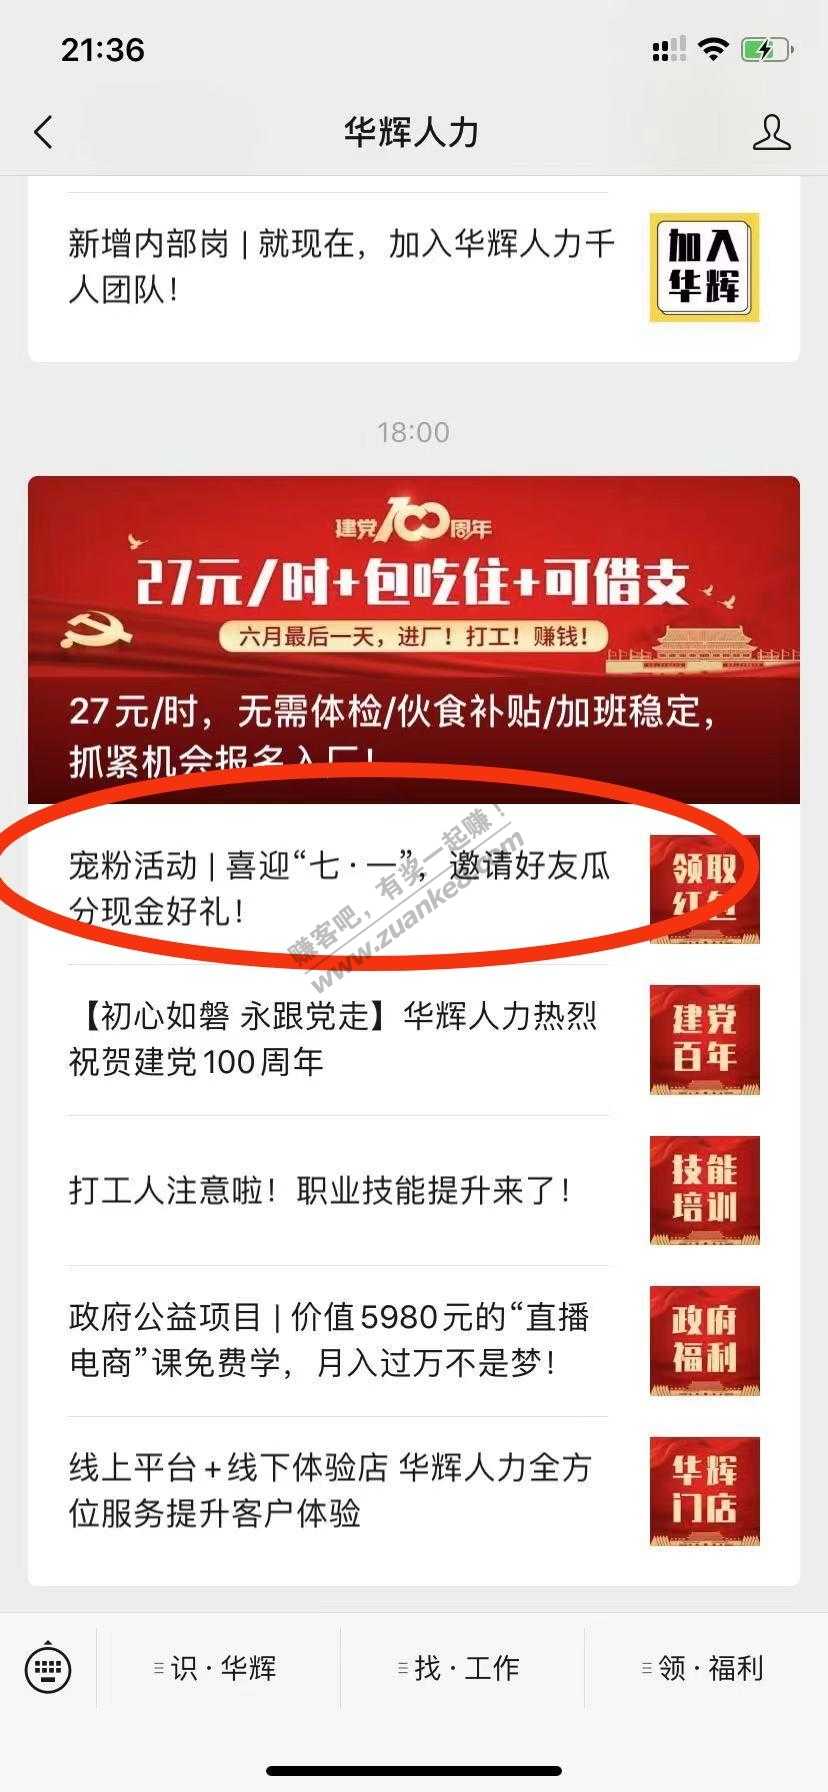 21:36
华辉人力
新增内部岗 | 就现在，加入华辉人力千
人团队！
加入
华辉
18:00
建党100周年
27元/时+包吃住+可借支
六月最后一天，进厂！打工！赚钱！
27元/时，无需体检/伙食补贴/加班稳定，
抓紧机会报名入厂！
宠粉活动 | 喜迎“七·一”，邀请好友瓜
分现金好礼！
领取
红包
赚客吧，有奖一起赚！
www.zuanke8.com
【初心如磐 永跟党走】华辉人力热烈
祝贺建党100周年
建党
百年
打工人注意啦！职业技能提升来了！
技能
培训
政府公益项目 | 价值5980元的“直播
电商”课免费学，月入过万不是梦！
政府
福利
线上平台+线下体验店 华辉人力全方
位服务提升客户体验
华辉
门店
识·华辉
找·工作
领·福利